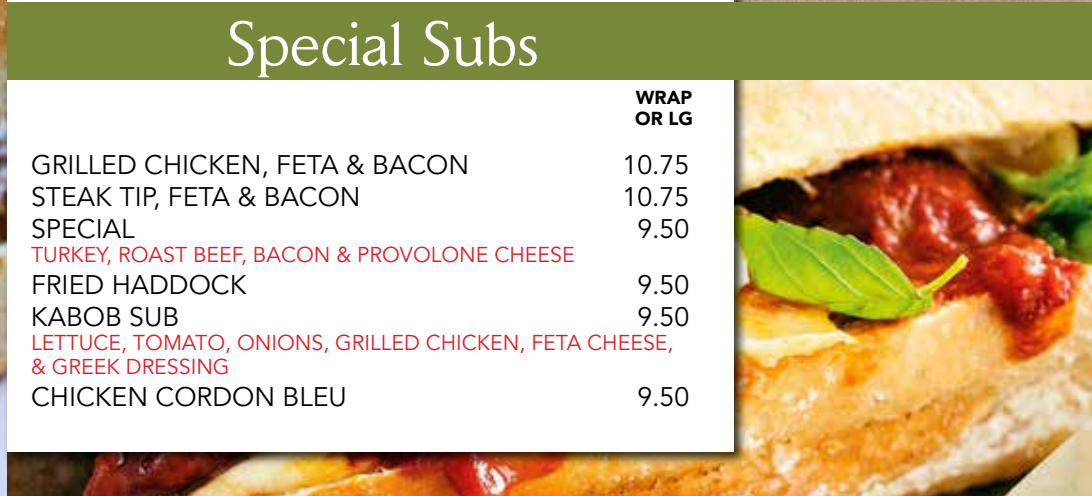 Special Subs
WRAP
OR LG
GRILLED CHICKEN, FETA & BACON 10.75
STEAK TIP, FETA & BACON 10.75
SPECIAL 9.50
TURKEY, ROAST BEEF, BACON & PROVOLONE CHEESE
FRIED HADDOCK 9.50
KABOB SUB 9.50
LETTUCE, TOMATO, ONIONS, GRILLED CHICKEN, FETA CHEESE,
& GREEK DRESSING
CHICKEN CORDON BLEU 9.50